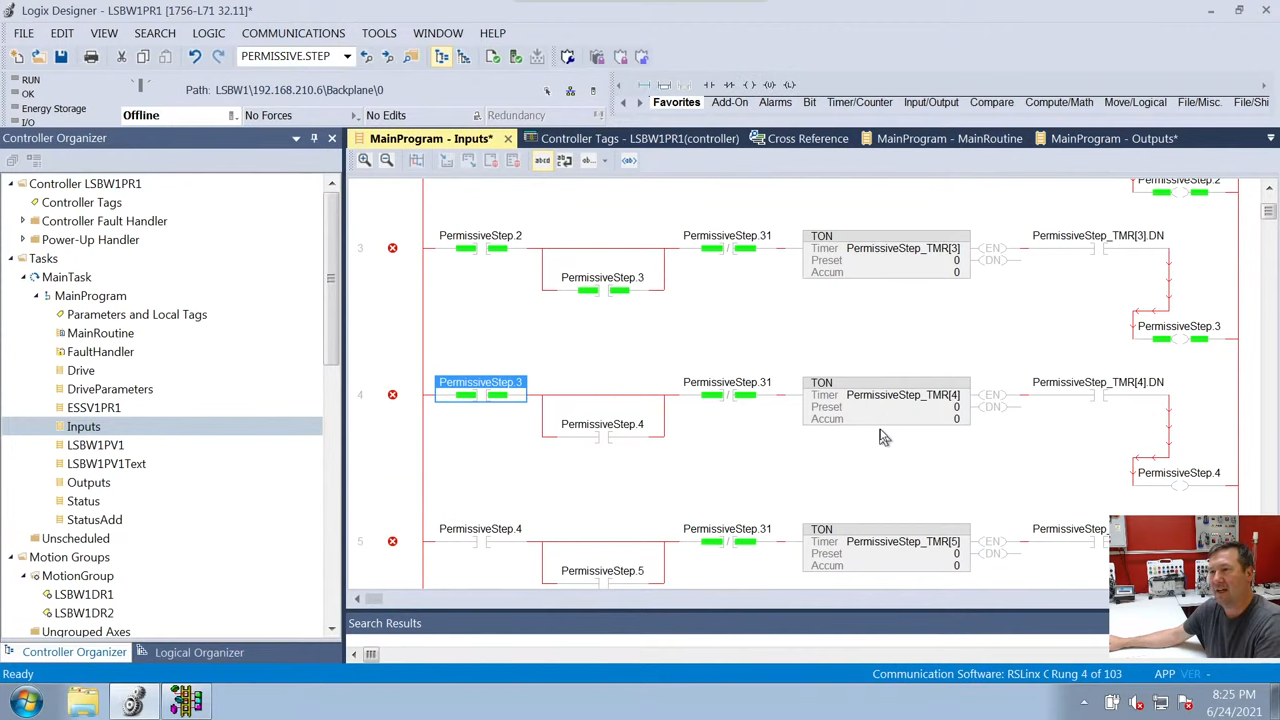 Logix Designer - LSBW1PR1 [1756-L71 32.11]*
FILE EDIT VIEW SEARCH LOGIC COMMUNICATIONS TOOLS WINDOW HELP
PERMISSIVE.STEP
RUN
OK
Energy Storage
I/O
Path: LSBW1\192.168.210.6\Backplane\0
Offline No Forces No Edits Redundancy
Favorites Add-On Alarms Bit Timer/Counter Input/Output Compare Compute/Math Move/Logical File/Misc. File/Shi
Controller Organizer
MainProgram - Inputs* Controller Tags - LSBW1PR1(controller) Cross Reference MainProgram - MainRoutine MainProgram - Outputs*
Controller LSBW1PR1
Controller Tags
Controller Fault Handler
Power-Up Handler
Tasks
MainTask
MainProgram
Parameters and Local Tags
MainRoutine
FaultHandler
Drive
DriveParameters
ESSV1PR1
Inputs
LSBW1PV1
LSBW1PV1Text
Outputs
Status
StatusAdd
Unscheduled
Motion Groups
MotionGroup
LSBW1DR1
LSBW1DR2
Ungrouped Axes
Controller Organizer Logical Organizer
PermissiveStep.2
3
PermissiveStep.2 PermissiveStep.31 TON PermissiveStep_TMR[3].DN
Timer PermissiveStep_TMR[3] EN
Preset 0 DN
Accum 0
PermissiveStep.3
PermissiveStep.3
4
PermissiveStep.3 PermissiveStep.31 TON PermissiveStep_TMR[4].DN
Timer PermissiveStep_TMR[4] EN
Preset 0 DN
Accum 0
PermissiveStep.4
PermissiveStep.4
5
PermissiveStep.4 PermissiveStep.31 TON PermissiveStep
Timer PermissiveStep_TMR[5] EN
Preset 0 DN
Accum 0
PermissiveStep.5
Search Results
Ready Communication Software: RSLinx C Rung 4 of 103 APP VER
8:25 PM
6/24/2021